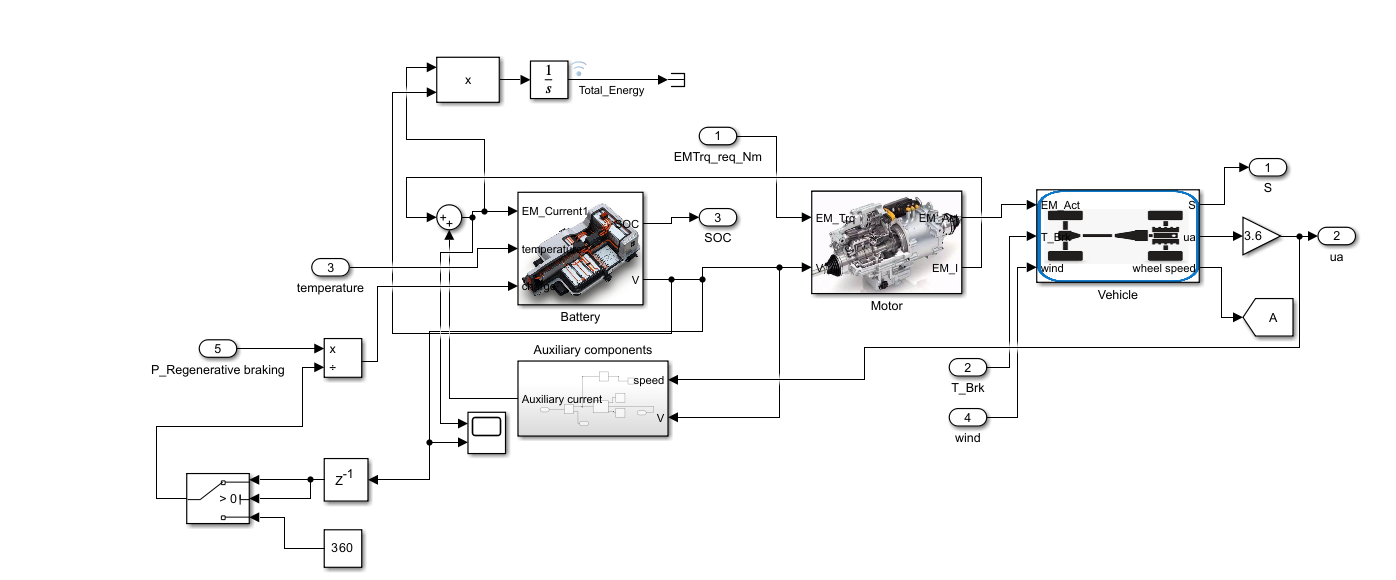 x
1
s
Total_Energy
1
EMTrq_req_Nm
1
S
+
+
EM_Current1
SOC
temperature
charge
V
Battery
3
SOC
EM_Trq
EM_Act
V
EM_I
Motor
EM_Act
S
T_Brk
ua
wind
wheel speed
Vehicle
3.6
2
ua
3
temperature
A
5
P_Regenerative braking
x
÷
Auxiliary components
speed
Auxiliary current
V
2
T_Brk
4
wind
Z-1
> 0
360